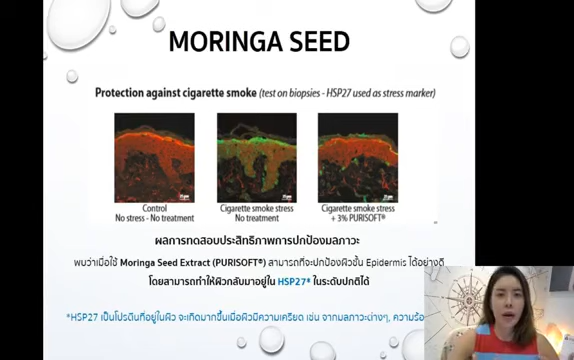 MORINGA SEED
Protection against cigarette smoke (test on biopsies - HSP27 used as stress marker)
Control
No stress - No treatment
Cigarette smoke stress
No treatment
Cigarette smoke stress
+ 3% PURISOFT®
ผลการทดสอบประสิทธิภาพการปกป้องมลภาวะ
พบว่าเมื่อใช้ Moringa Seed Extract (PURISOFT®) สามารถที่จะปกป้องผิวชั้น Epidermis ได้อย่างดี
โดยสามารถทำให้ผิวกลับมาอยู่ใน HSP27* ในระดับปกติได้
*HSP27 เป็นโปรตีนที่อยู่ในผิว จะเกิดมากขึ้นเมื่อผิวมีความเครียด เช่น จากมลภาวะต่างๆ, ความร้อ